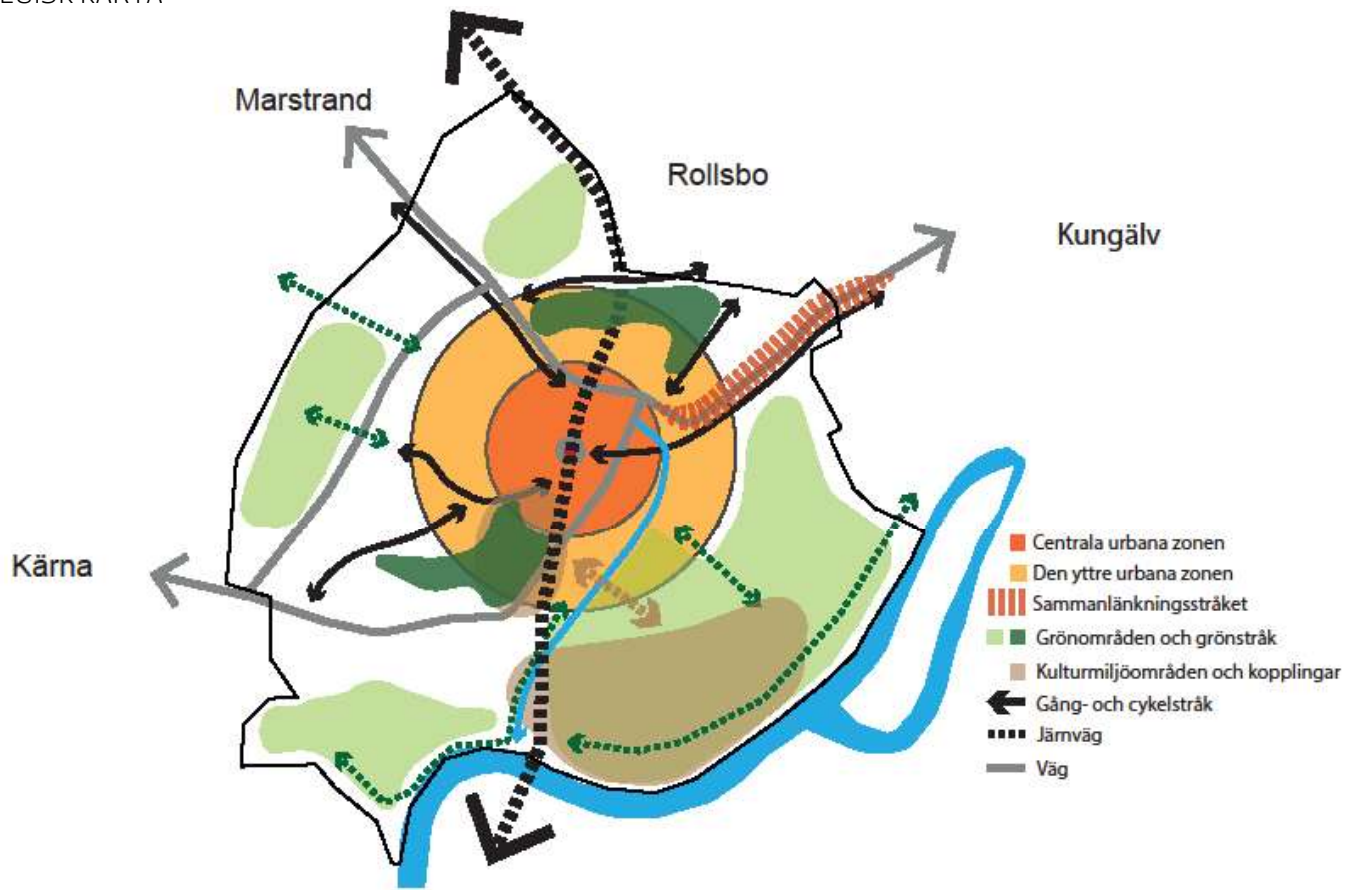 Marstrand
Rollsbo
Kungälv
Kärna
Centrala urbana zonen
Den yttre urbana zonen
Sammanlänkningsstråket
Grönområden och grönstråk
Kulturmiljöområden och kopplingar
Gång- och cykelstråk
Järnväg
Väg